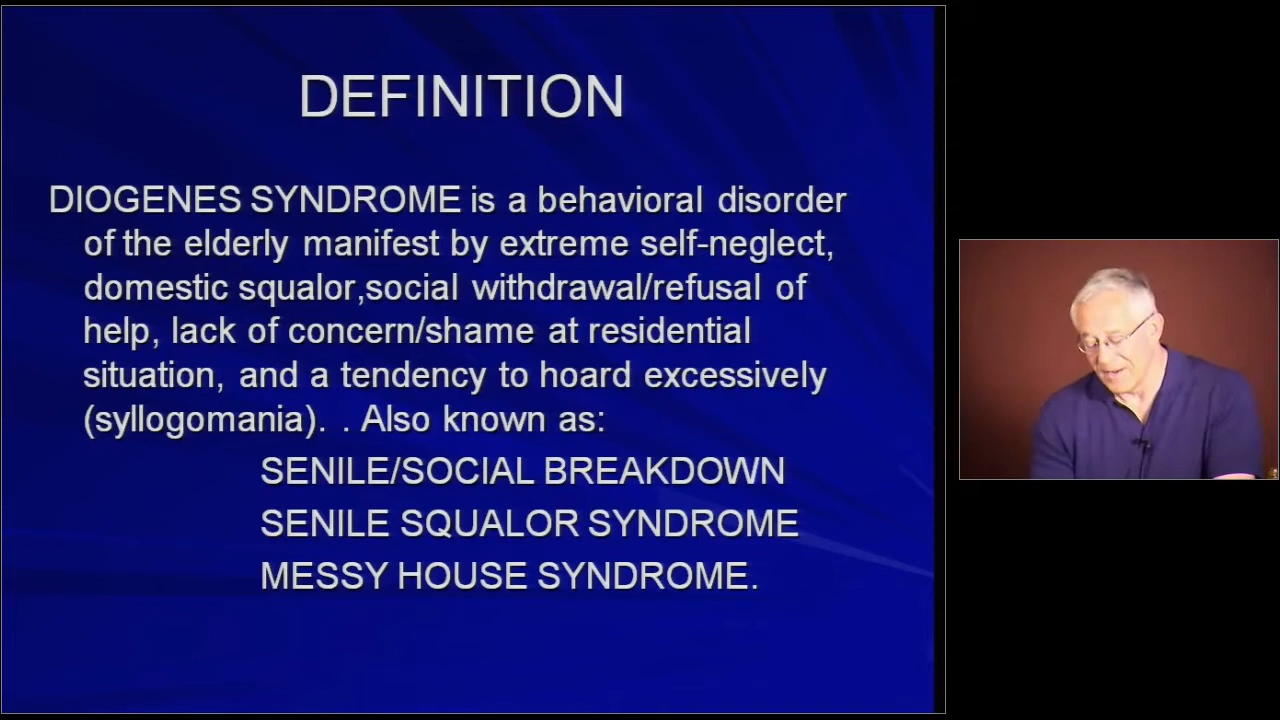 DEFINITION
DIOGENES SYNDROME is a behavioral disorder
of the elderly manifest by extreme self-neglect,
domestic squalor,social withdrawal/refusal of
help, lack of concern/shame at residential
situation, and a tendency to hoard excessively
(syllogomania). . Also known as:
SENILE/SOCIAL BREAKDOWN
SENILE SQUALOR SYNDROME
MESSY HOUSE SYNDROME.